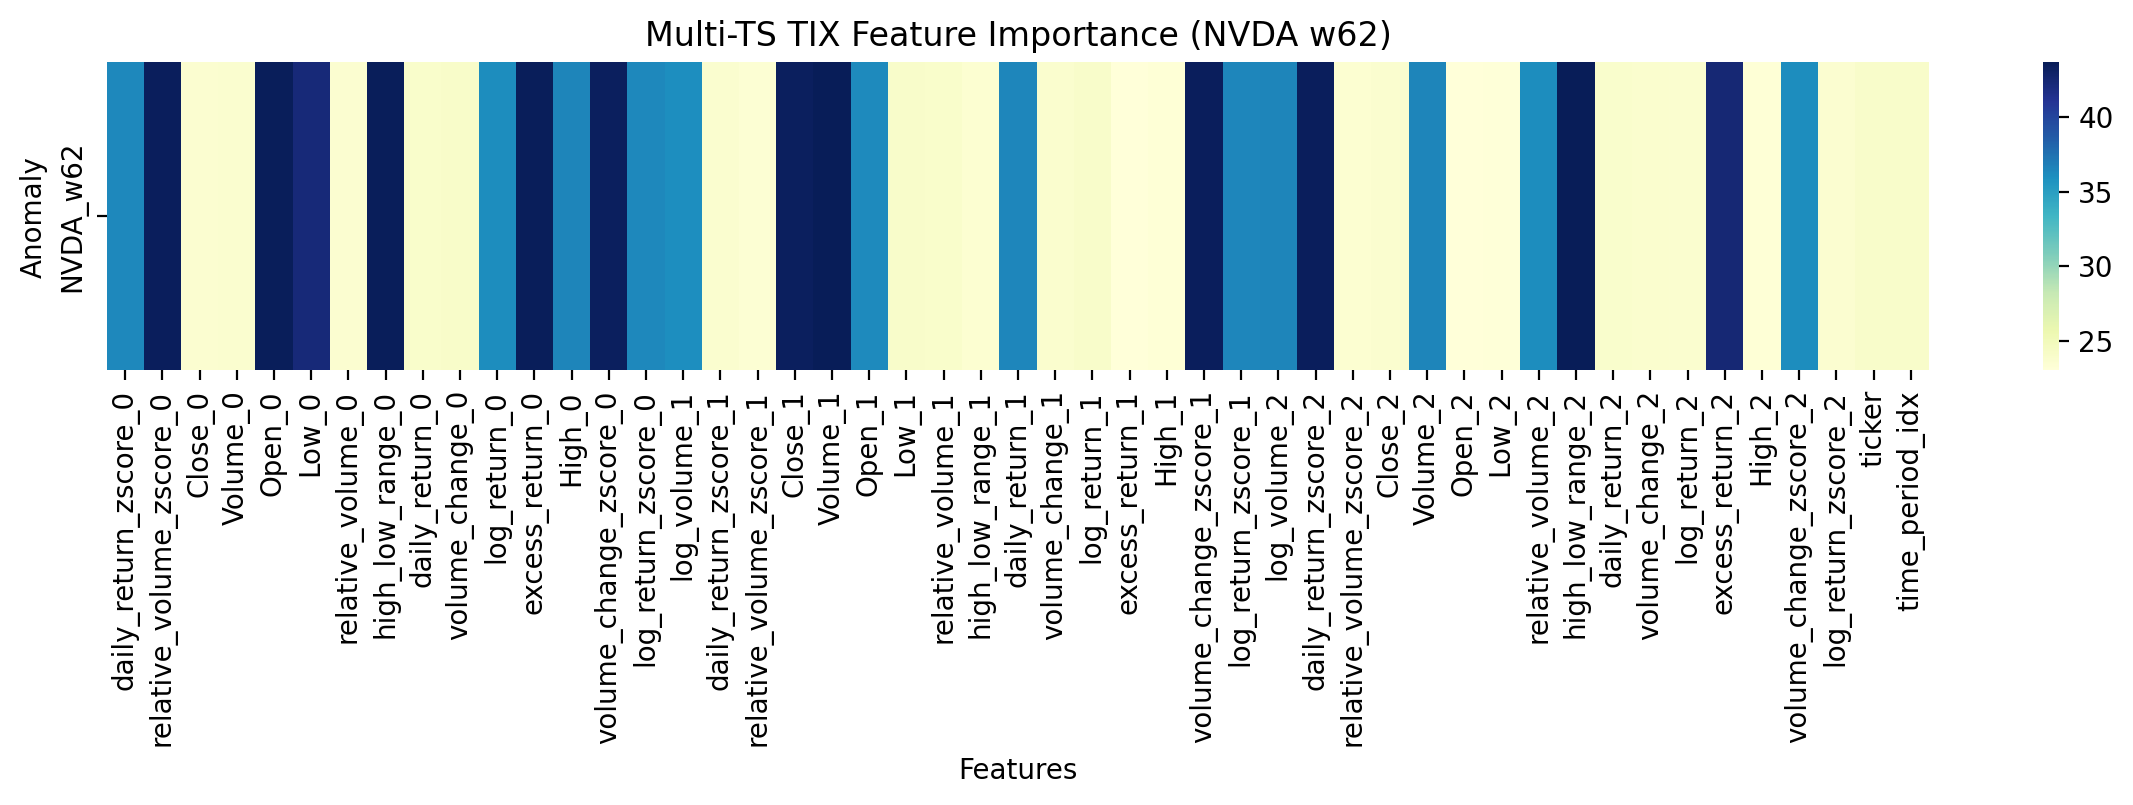 Multi-TS TIX Feature Importance (NVDA w62)
Anomaly
NVDA_w62
40
35
30
25
daily_return_zscore_0
relative_volume_zscore_0
Close_0
Volume_0
Open_0
Low_0
relative_volume_0
high_low_range_0
daily_return_0
volume_change_0
log_return_0
excess_return_0
High_0
volume_change_zscore_0
log_return_zscore_0
log_volume_1
daily_return_zscore_1
relative_volume_zscore_1
Close_1
Volume_1
Open_1
Low_1
relative_volume_1
high_low_range_1
daily_return_1
volume_change_1
log_return_1
excess_return_1
High_1
volume_change_zscore_1
log_return_zscore_1
log_volume_2
daily_return_zscore_2
relative_volume_zscore_2
Close_2
Volume_2
Open_2
Low_2
relative_volume_2
high_low_range_2
daily_return_2
volume_change_2
log_return_2
excess_return_2
High_2
volume_change_zscore_2
log_return_zscore_2
ticker
time_period_idx
Features